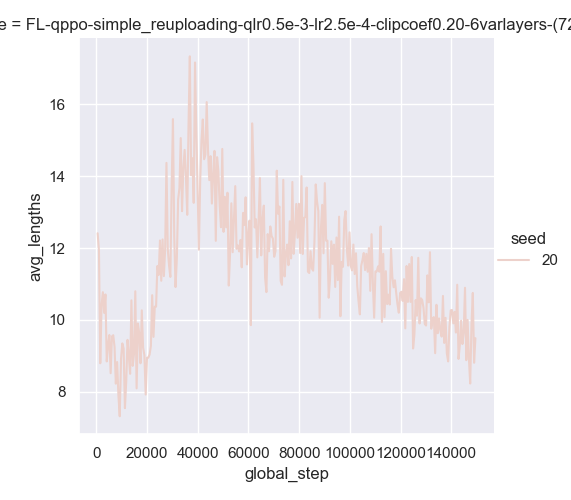 e = FL-qppo-simple_reuploading-qlr0.5e-3-lr2.5e-4-clipcoef0.20-6varlayers-(72
16
14
12
10
8
avg_lengths
seed
20
0 20000 40000 60000 80000 100000 120000 140000
global_step